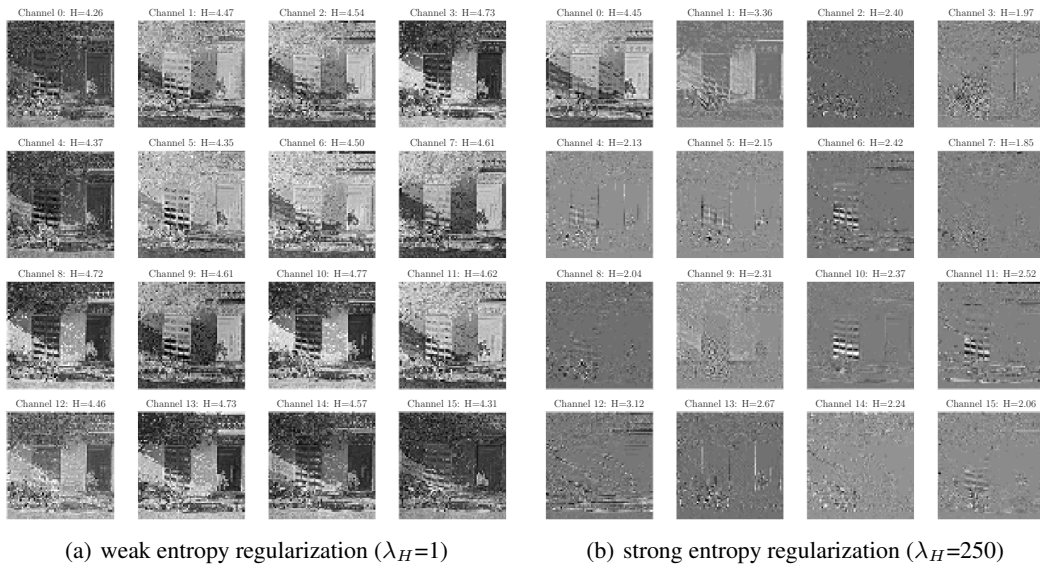 Channel 0: H=4.26 Channel 1: H=4.47 Channel 2: H=4.54 Channel 3: H=4.73
Channel 4: H=4.37 Channel 5: H=4.35 Channel 6: H=4.50 Channel 7: H=4.61
Channel 8: H=4.72 Channel 9: H=4.61 Channel 10: H=4.77 Channel 11: H=4.62
Channel 12: H=4.46 Channel 13: H=4.73 Channel 14: H=4.57 Channel 15: H=4.31
(a) weak entropy regularization (λH=1)
Channel 0: H=4.45 Channel 1: H=3.36 Channel 2: H=2.40 Channel 3: H=1.97
Channel 4: H=2.13 Channel 5: H=2.15 Channel 6: H=2.42 Channel 7: H=1.85
Channel 8: H=2.04 Channel 9: H=2.31 Channel 10: H=2.37 Channel 11: H=2.52
Channel 12: H=3.12 Channel 13: H=2.67 Channel 14: H=2.24 Channel 15: H=2.06
(b) strong entropy regularization (λH=250)